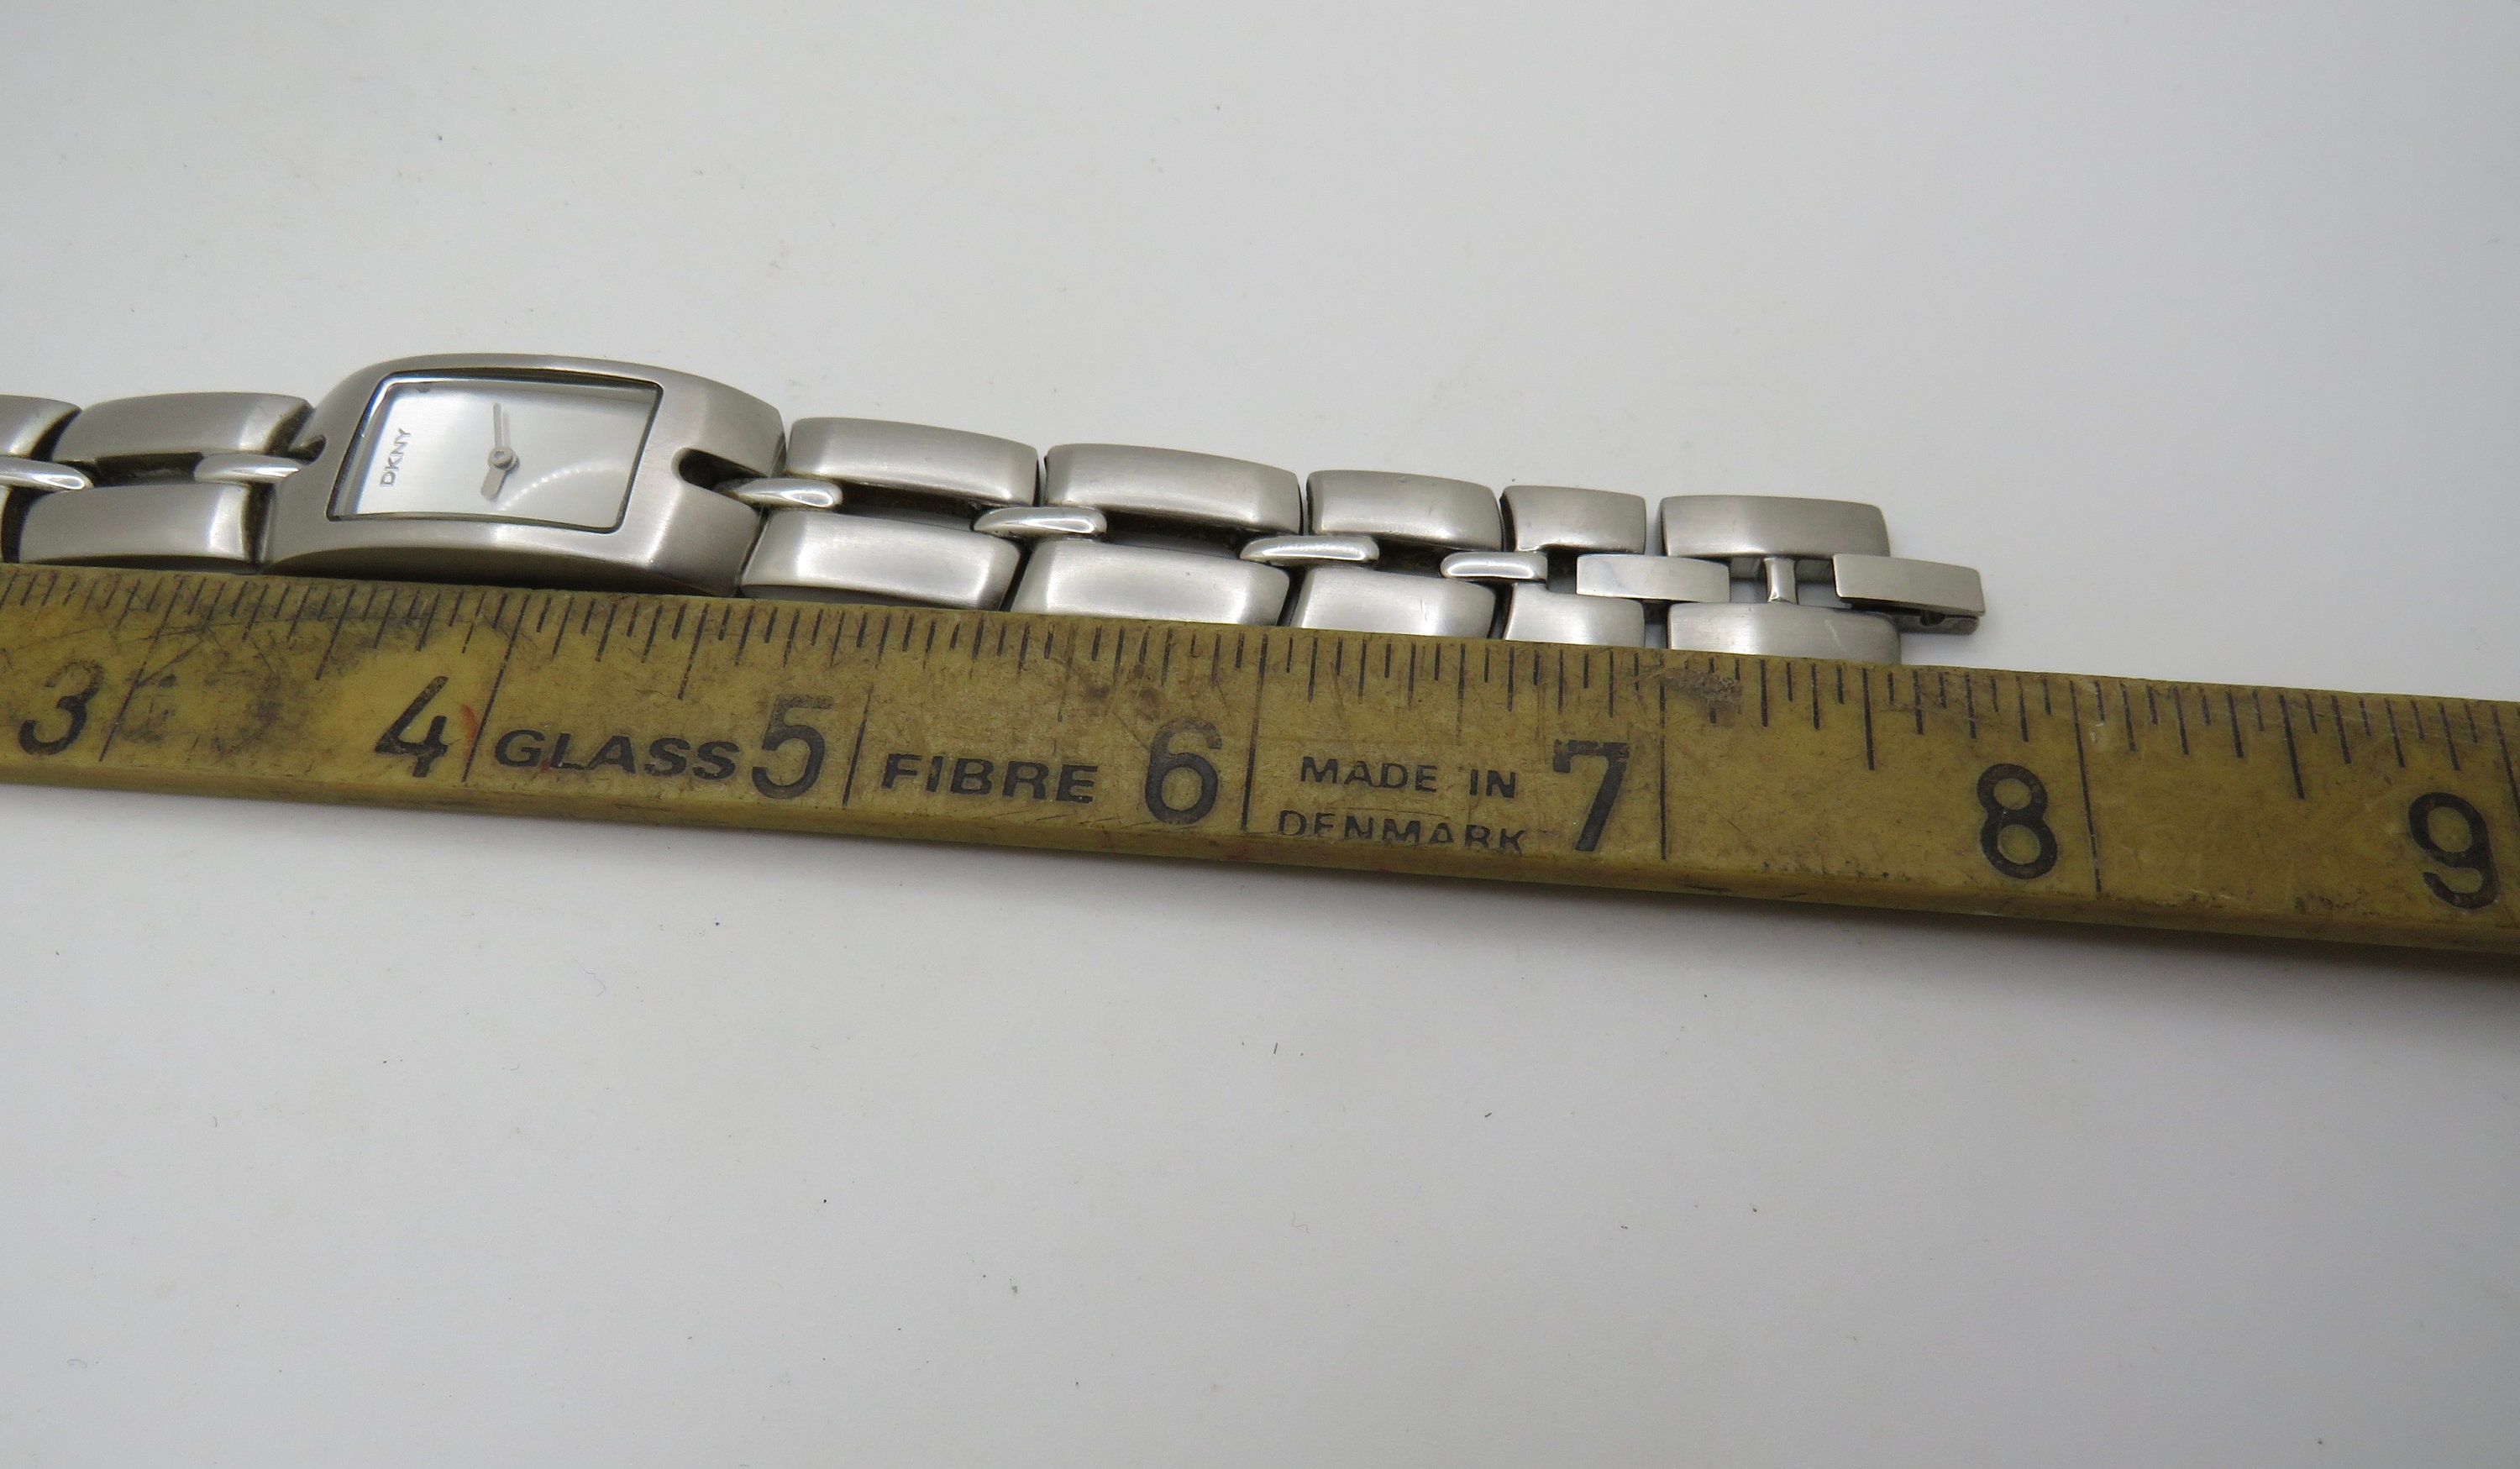 DKNY
3 4 GLASS 5 FIBRE 6 MADE IN 7 8 9
DENMARK